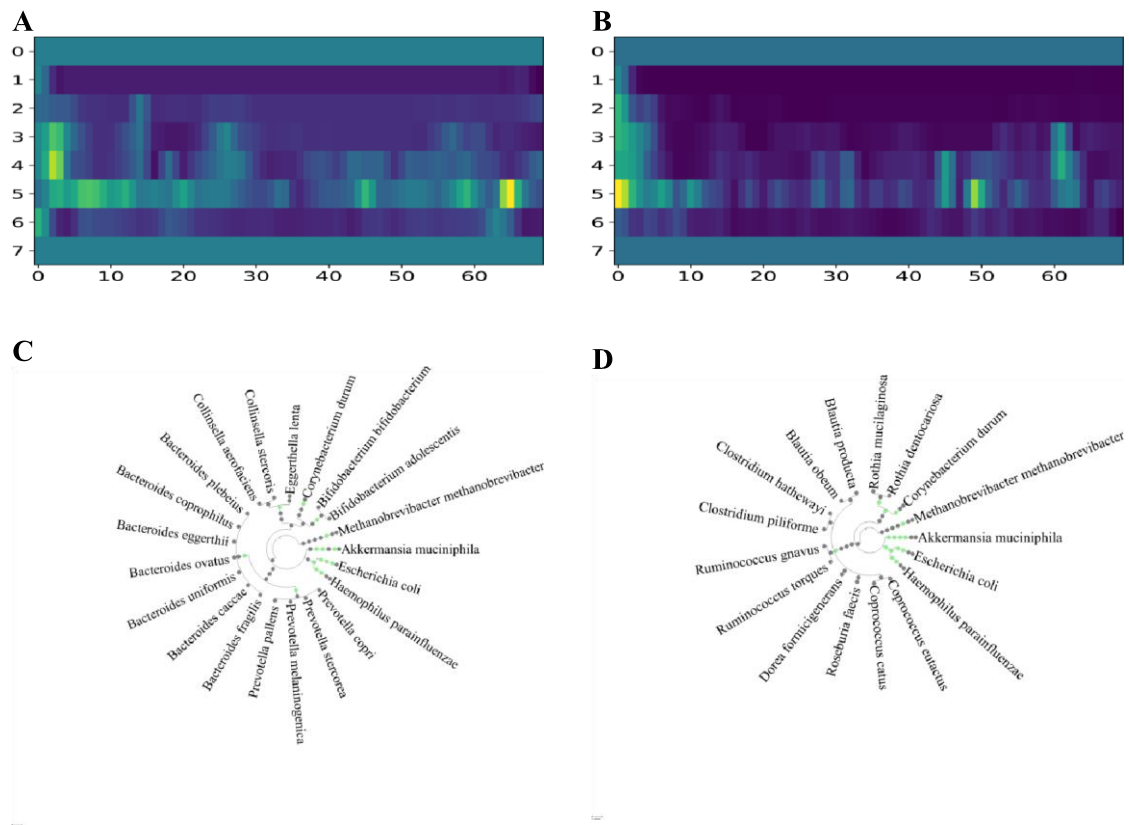 A
0
1
2
3
4
5
6
7
0 10 20 30 40 50 60
B
0
1
2
3
4
5
6
7
0 10 20 30 40 50 60
C
Bifidobacterium bifidobacterium
Corynebacterium durum
Eggerthella lenta
Collinsella stercoris
Collinsella aerofaciens
Bacteroides plebeius
Bacteroides coprophilus
Bacteroides eggerthii
Bacteroides ovatus
Bacteroides uniformis
Bacteroides caccae
Bacteroides fragilis
Prevotella pallens
Prevotella melaninogenica
Prevotella stercorea
Prevotella copri
Haemophilus parainfluenzae
Escherichia coli
Akkermansia muciniphila
Methanobrevibacter methanobrevibacter
Bifidobacterium adolescentis
D
Rothia mucilaginosa
Rothia dentocariosa
Corynebacterium durum
Methanobrevibacter methanobrevibacter
Akkermansia muciniphila
Escherichia coli
Haemophilus parainfluenzae
Coprococcus eutactus
Coprococcus catus
Roseburia faecis
Dorea formicigenerans
Ruminococcus torques
Ruminococcus gnavus
Clostridium piliforme
Clostridium hathewayi
Blautia obeum
Blautia producta